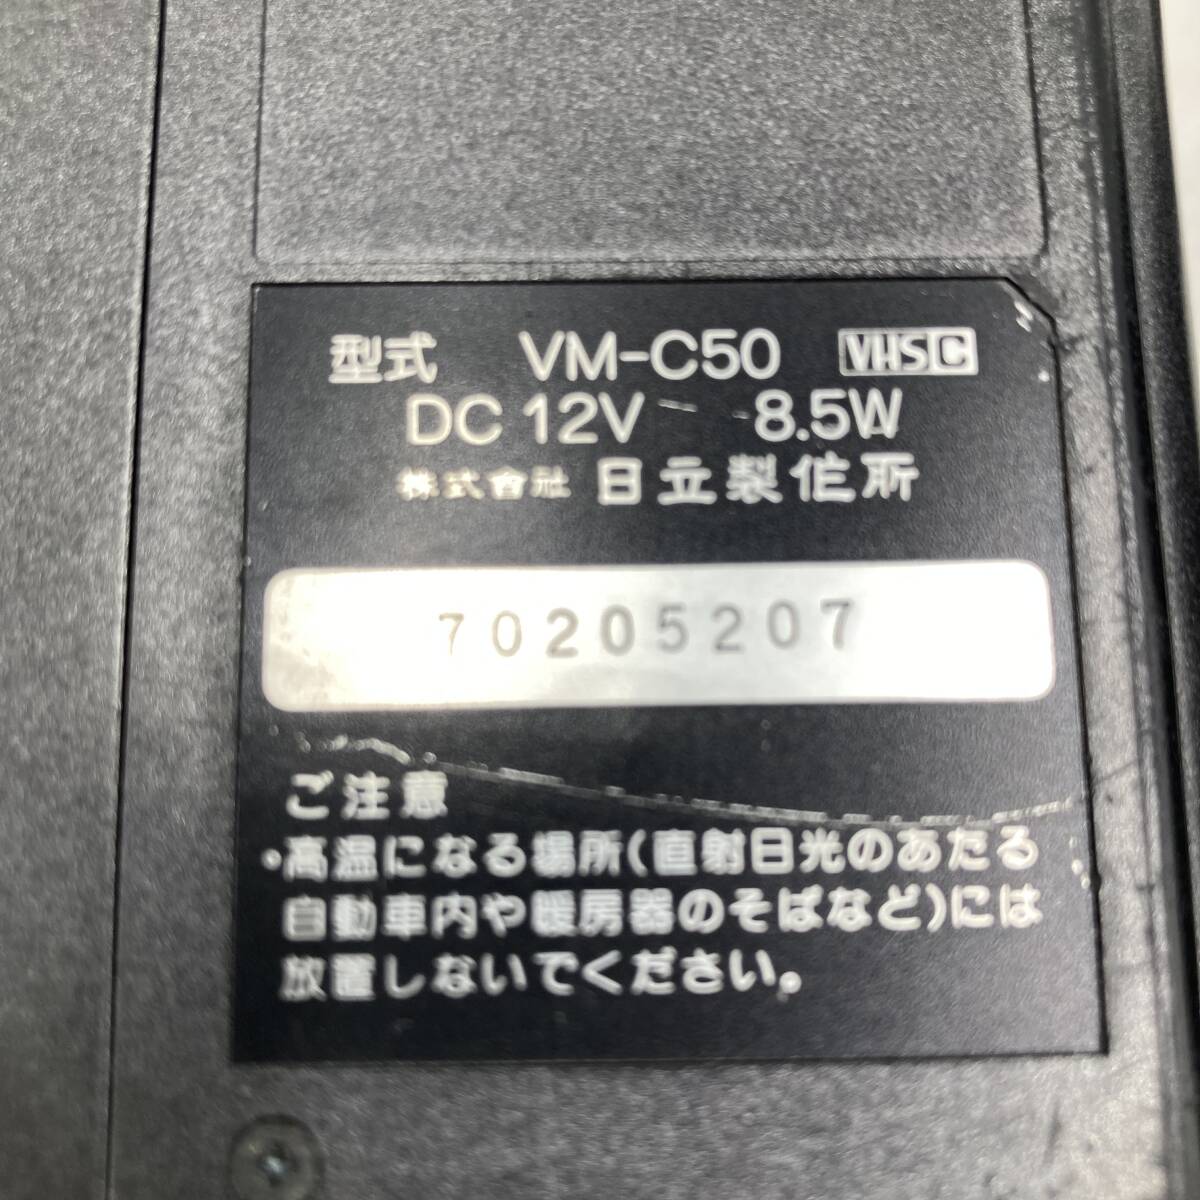 型式 VM-C50 VHS C
DC 12V 8.5W
株式會社 日立製作所
70205207
ご注意
・高温になる場所(直射日光のあたる
自動車内や暖房器のそばなど)には
放置しないでください。